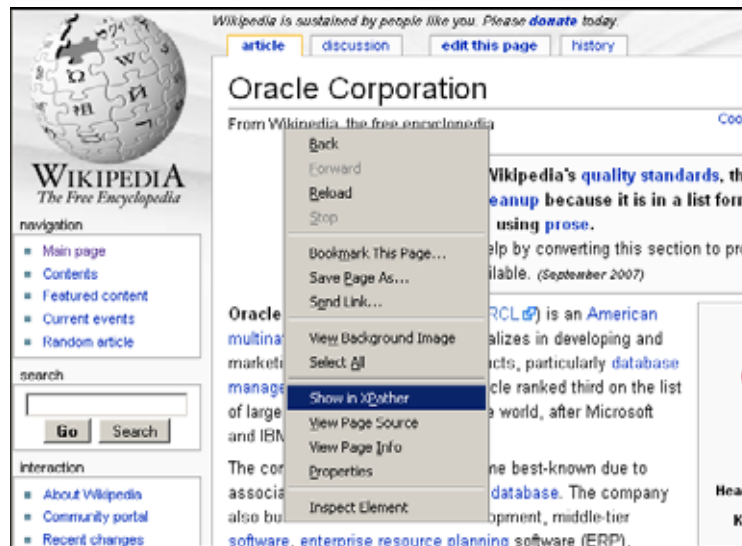 Wikipedia is sustained by people like you. Please donate today.
article discussion edit this page history
Oracle Corporation
From Wikipedia, the free encyclopedia
Coo
WIKIPEDIA
The Free Encyclopedia
navigation
Main page
Contents
Featured content
Current events
Random article
search
Go Search
interaction
About Wikipedia
Community portal
Recent changes
Back
Forward
Reload
Stop
Bookmark This Page...
Save Page As...
Send Link...
View Background Image
Select All
Show in XPather
View Page Source
View Page Info
Properties
Inspect Element
Wikipedia's quality standards, th
eanup because it is in a list form
using prose.
elp by converting this section to pro
ilable. (September 2007)
Oracle RCL) is an American
multina alizes in developing and
marketi cts, particularly database
manage cle ranked third on the list
of large e world, after Microsoft
and IBM
The cor me best-known due to
associa database. The company
also bu opment, middle-tier
software, enterprise resource planning software (ERP),
Hea
K